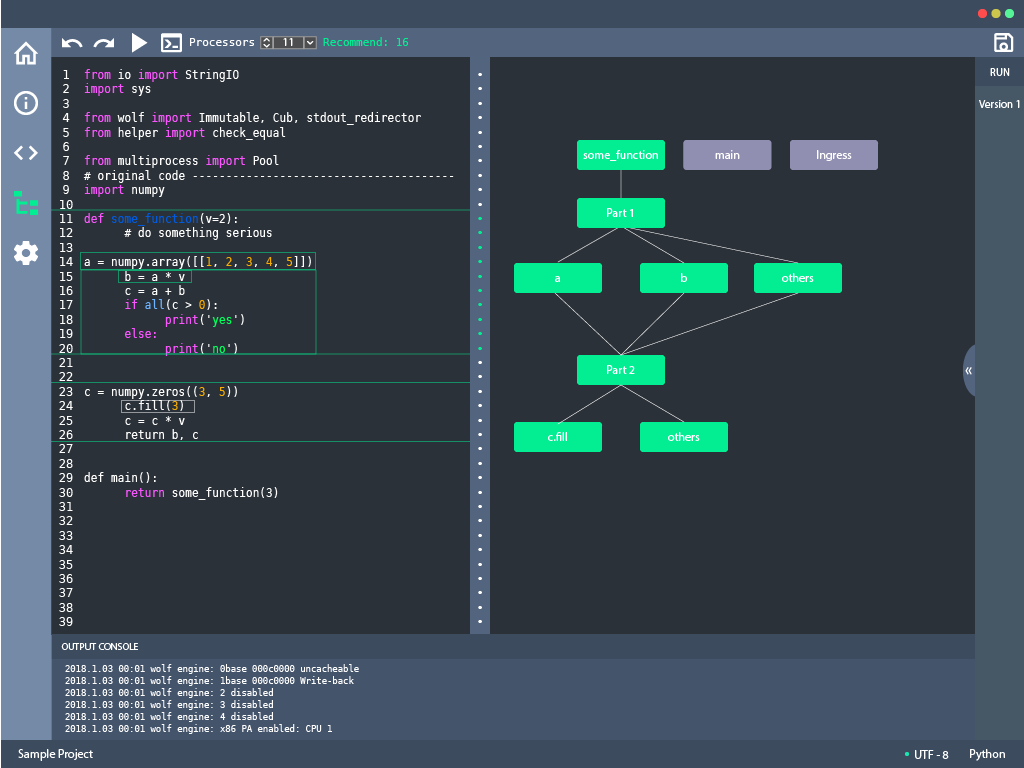 Processors 11 Recommend: 16
RUN
Version 1
1 from io import StringIO
2 import sys
3
4 from wolf import Immutable, Cub, stdout_redirector
5 from helper import check_equal
6
7 from multiprocess import Pool
8 # original code ---------------------------------------
9 import numpy
10
11 def some_function(v=2):
12 # do something serious
13
14 a = numpy.array([[1, 2, 3, 4, 5]])
15 b = a * v
16 c = a + b
17 if all(c > 0):
18 print('yes')
19 else:
20 print('no')
21
22
23 c = numpy.zeros((3, 5))
24 c.fill(3)
25 c = c * v
26 return b, c
27
28
29 def main():
30 return some_function(3)
31
32
33
34
35
36
37
38
39
some_function main Ingress
Part 1
a b others
Part 2
«
c.fill others
OUTPUT CONSOLE
2018.1.03 00:01 wolf engine: 0base 000c0000 uncacheable
2018.1.03 00:01 wolf engine: 1base 000c0000 Write-back
2018.1.03 00:01 wolf engine: 2 disabled
2018.1.03 00:01 wolf engine: 3 disabled
2018.1.03 00:01 wolf engine: 4 disabled
2018.1.03 00:01 wolf engine: x86 PA enabled: CPU 1
Sample Project UTF - 8 Python